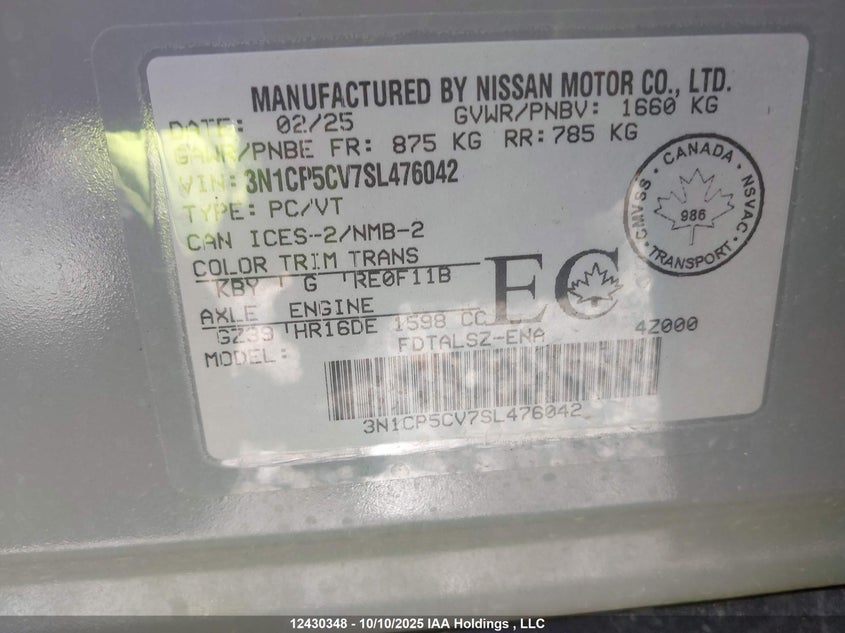 MANUFACTURED BY NISSAN MOTOR CO., LTD.
DATE: 02/25 GVWR/PNBV: 1660 KG
GAWR/PNBE FR: 875 KG RR: 785 KG
VIN: 3N1CP5CV7SL476042
TYPE: PC/VT
CAN ICES-2/NMB-2
COLOR TRIM TRANS
KBY G RE0F11B
AXLE ENGINE
GZ39 HR16DE 1598 CC
MODEL: FDTALSZ-ENA 4Z000
3N1CP5CV7SL476042
EC
CMVSS · CANADA · NSVAC
986
TRANSPORT
12430348 - 10/10/2025 IAA Holdings , LLC